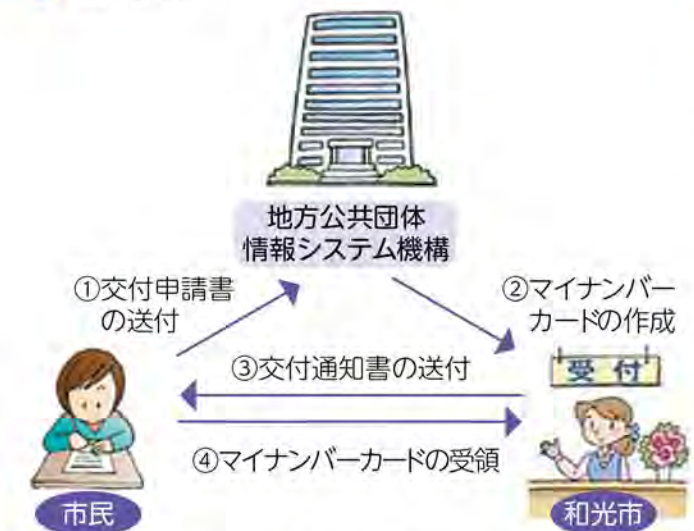 地方公共団体
情報システム機構
①交付申請書
の送付
②マイナンバー
カードの作成
③交付通知書の送付
受付
④マイナンバーカードの受領
市民
和光市